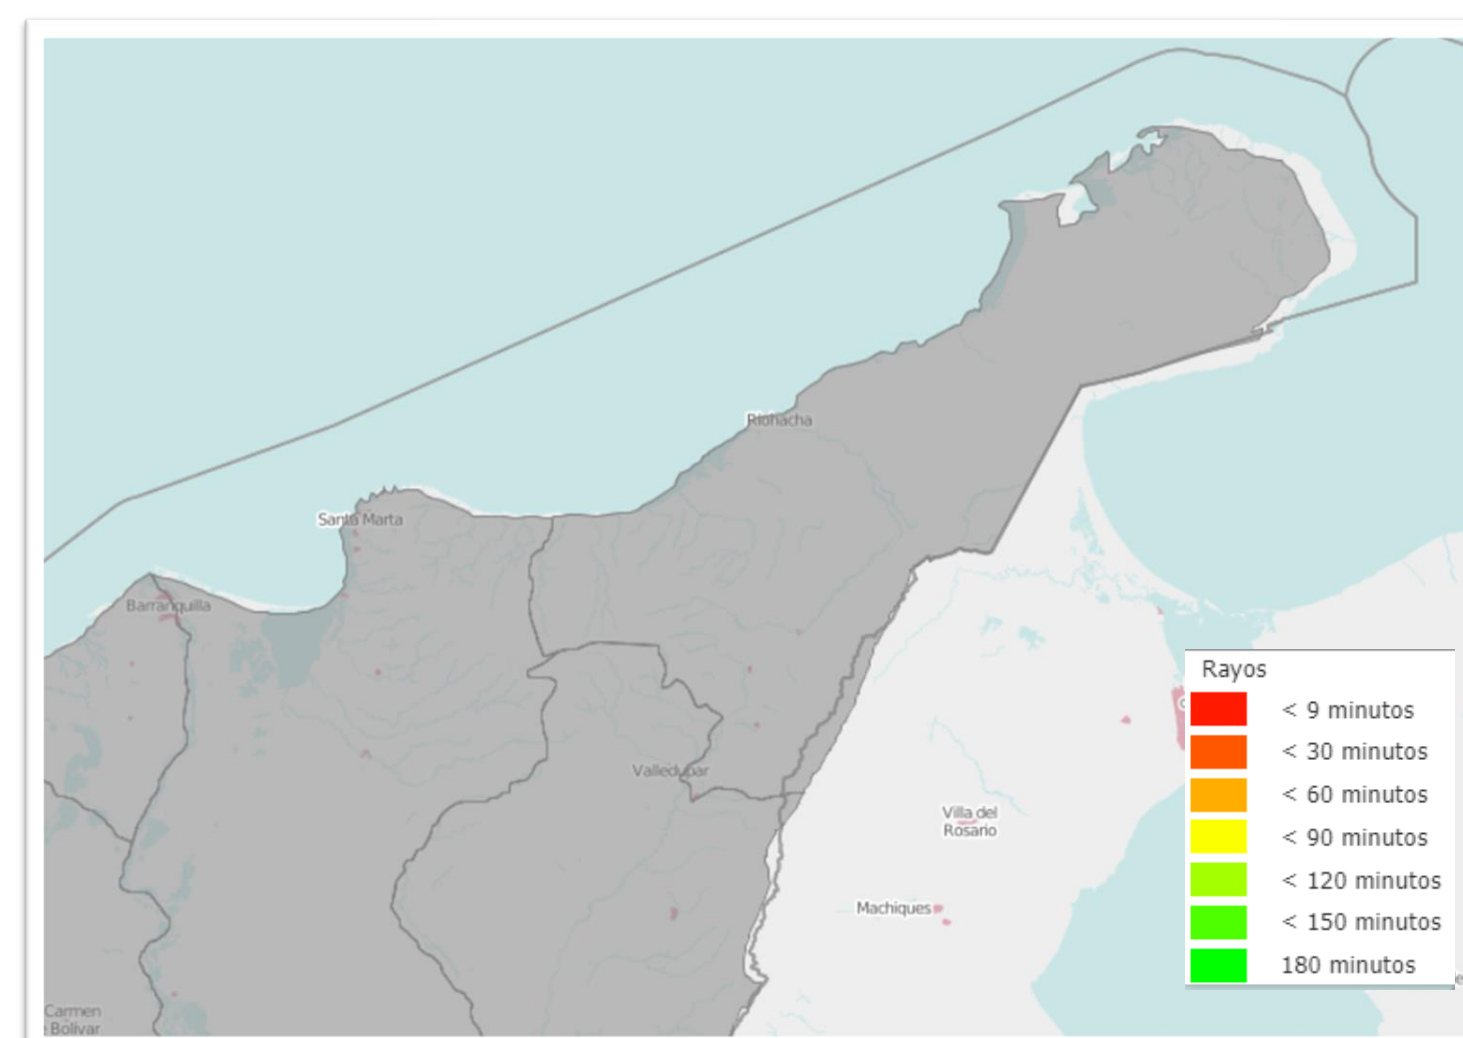 Riohacha
Santa Marta
Barranquilla
Rayos
< 9 minutos
< 30 minutos
< 60 minutos
< 90 minutos
< 120 minutos
< 150 minutos
180 minutos
Valledupar
Villa del
Rosario
Machiques
Carmen
Bolívar